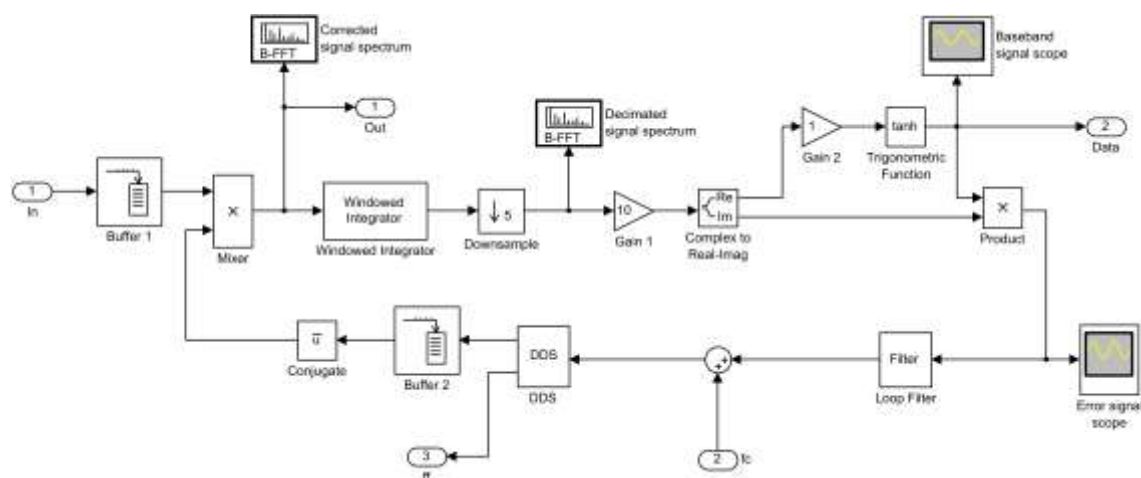 Corrected
signal spectrum
B-FFT
1
Out
Baseband
signal scope
Decimated
signal spectrum
B-FFT
1
Gain 2
tanh
Trigonometric
Function
2
Data
1
In
Buffer 1
×
Mixer
Windowed
Integrator
Windowed Integrator
5
Downsample
10
Gain 1
Re
Im
Complex to
Real-Imag
×
Product
u
Conjugate
Buffer 2
DDS
DDS
+
+
Filter
Loop Filter
Error signal
scope
3
2
fc